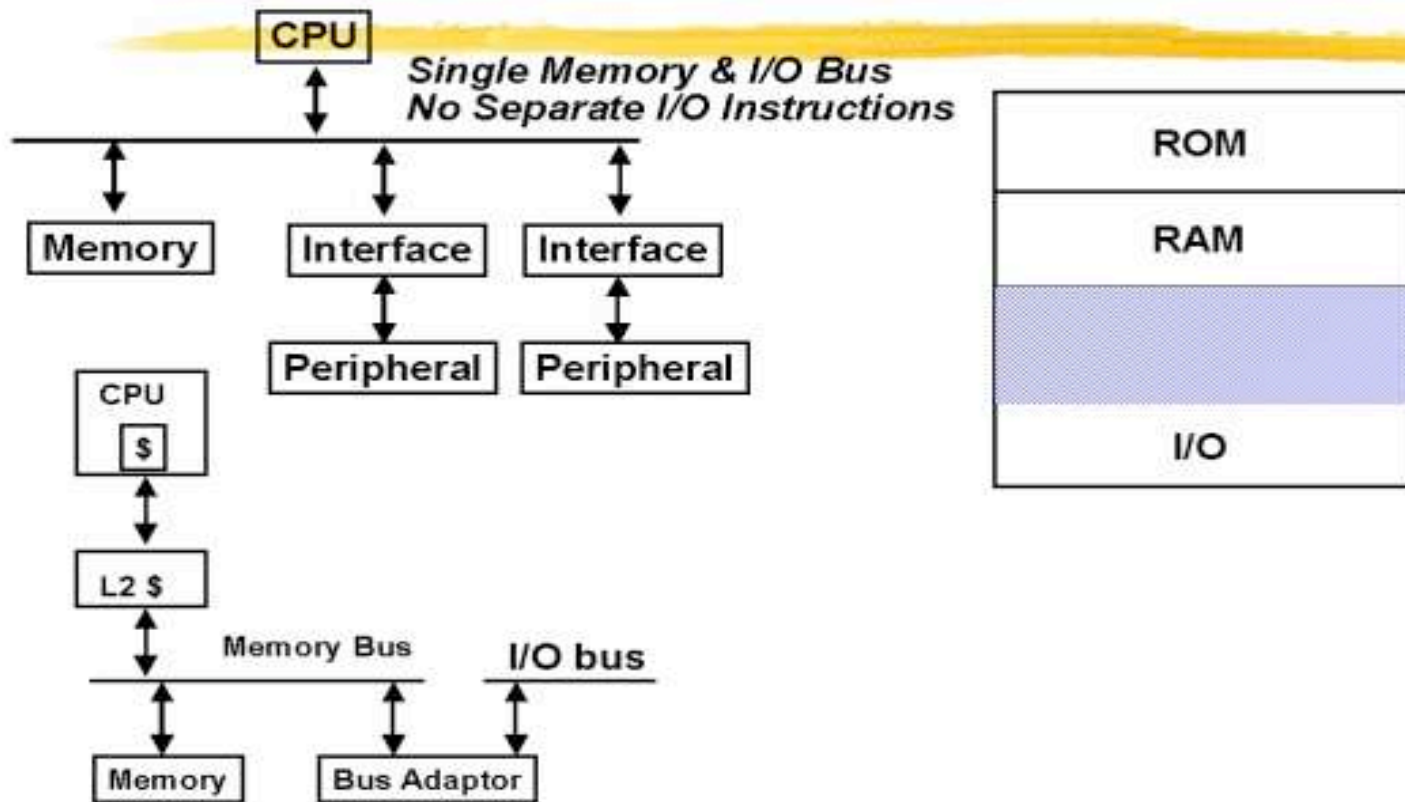 CPU
Single Memory & I/O Bus
No Separate I/O Instructions
ROM
RAM
I/O
Memory
Interface
Interface
Peripheral
Peripheral
CPU
$
L2 $
Memory Bus
I/O bus
Memory
Bus Adaptor